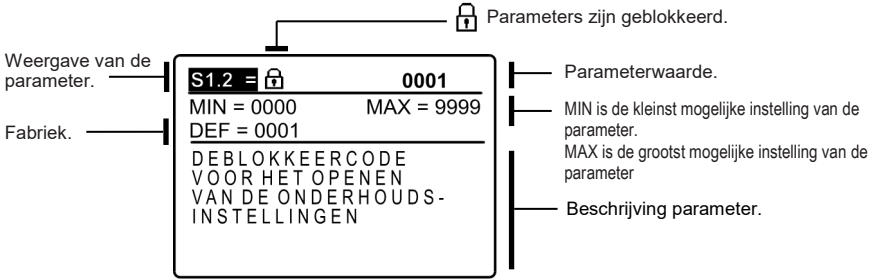 Parameters zijn geblokkeerd.
Weergave van de
parameter.
Fabriek.
S1.2 = 0001
MIN = 0000 MAX = 9999
DEF = 0001
DEBLOKKEERCODE
VOOR HET OPENEN
VAN DE ONDERHOUDS-
INSTELLINGEN
Parameterwaarde.
MIN is de kleinst mogelijke instelling van de
parameter.
MAX is de grootst mogelijke instelling van de
parameter
Beschrijving parameter.